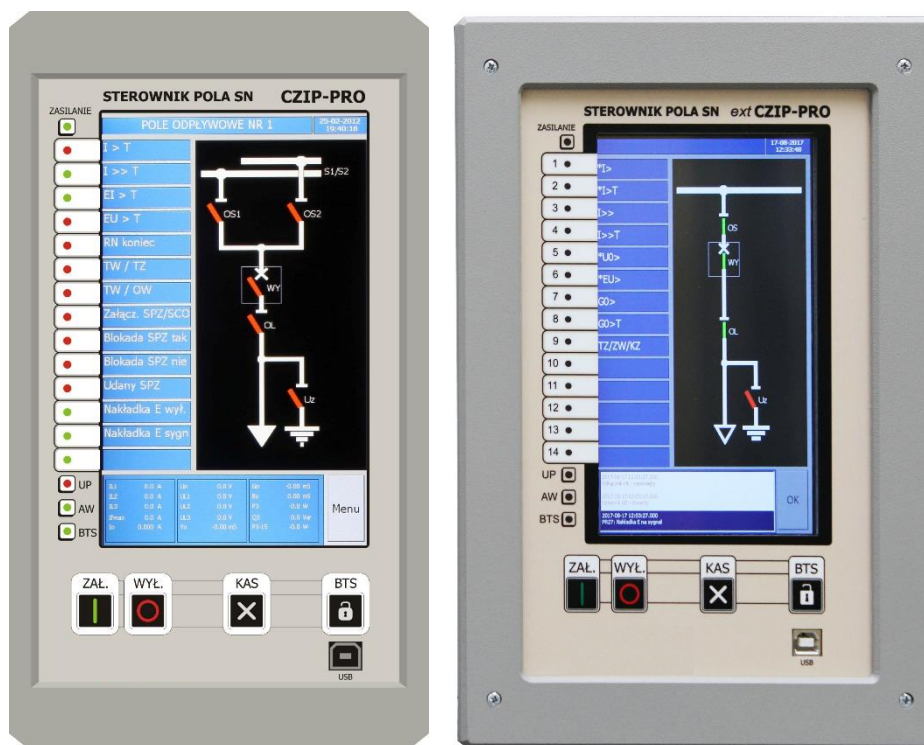 STEROWNIK POLA SN CZIP-PRO
ZASILANIE
POLE ODPŁYWOWE NR 1
29-02-2012
19:40:18
I > T
I >> T
EI > T
EU > T
RN koniec
TW / TZ
TW / OW
Załącz. SPZ/SCO
Blokada SPZ tak
Blokada SPZ nie
Udany SPZ
Nakładka E wył.
Nakładka E sygn
S1/S2
OS1
OS2
WY
OL
Uz
UP
AW
BTS
Menu
ZAŁ.
WYŁ.
KAS
BTS
USB
STEROWNIK POLA SN ext CZIP-PRO
ZASILANIE
17-08-2017
12:33:48
1
2
3
4
5
6
7
8
9
10
11
12
13
14
*I>
*I>T
I>>
I>>T
*U0>
*EU>
G0>
G0>T
TZ/ZW/KZ
OS
WY
OL
Uz
UP
AW
BTS
OK
ZAŁ.
WYŁ.
KAS
BTS
USB